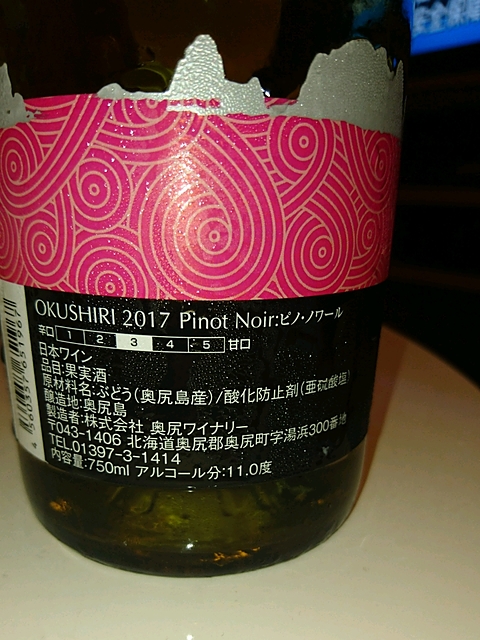 OKUSHIRI 2017 Pinot Noir:ピノ・ノワール
辛口 1 2 3 4 5 甘口
日本ワイン
品目:果実酒
原材料名:ぶどう(奥尻島産)/酸化防止剤(亜硫酸塩)
醸造地:奥尻島
製造者:株式会社 奥尻ワイナリー
〒043-1406 北海道奥尻郡奥尻町字湯浜300番地
TEL.01397-3-1414
内容量:750ml アルコール分:11.0度